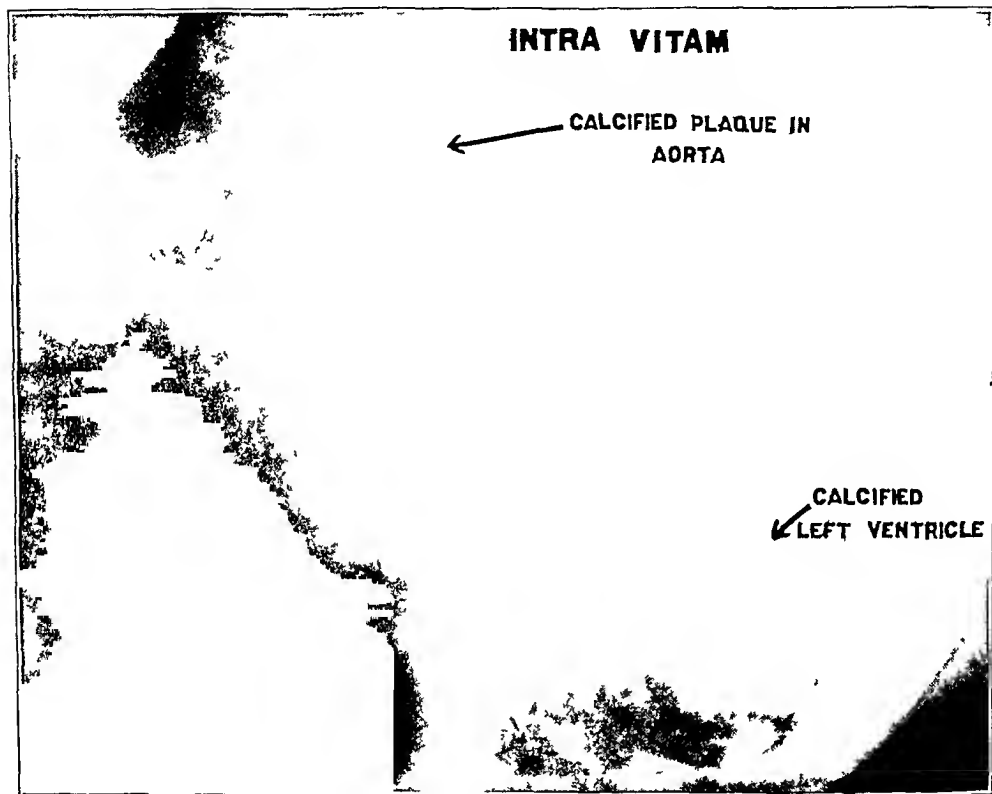 INTRA VITAM
CALCIFIED PLAQUE IN
AORTA
CALCIFIED
LEFT VENTRICLE